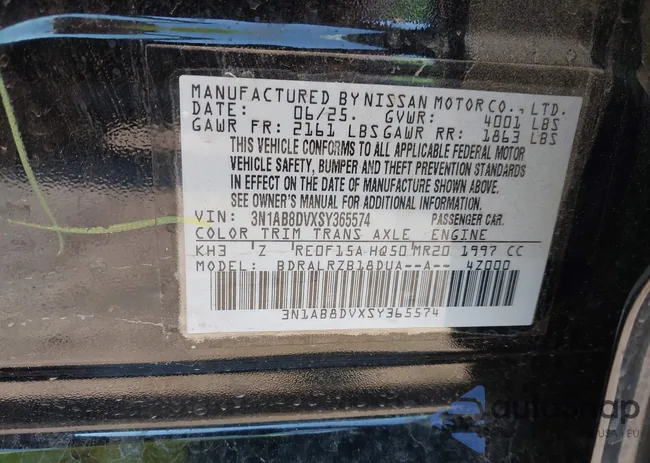 MANUFACTURED BY NISSAN MOTOR CO., LTD.
DATE: 06/25. GVWR: 4001 LBS
GAWR FR: 2161 LBS GAWR RR: 1863 LBS
THIS VEHICLE CONFORMS TO ALL APPLICABLE FEDERAL MOTOR
VEHICLE SAFETY, BUMPER AND THEFT PREVENTION STANDARDS
IN EFFECT ON THE DATE OF MANUFACTURE SHOWN ABOVE.
SEE OWNER'S MANUAL FOR ADDITIONAL INFORMATION.
VIN: 3N1AB8DVXSY365574 PASSENGER CAR.
COLOR TRIM TRANS AXLE ENGINE
KH3 Z RE0F15A HQ50 MR20 1997 CC
MODEL: BDRALRZB18DUA--A-- 4Z000
3N1AB8DVXSY365574
autosnap
EU